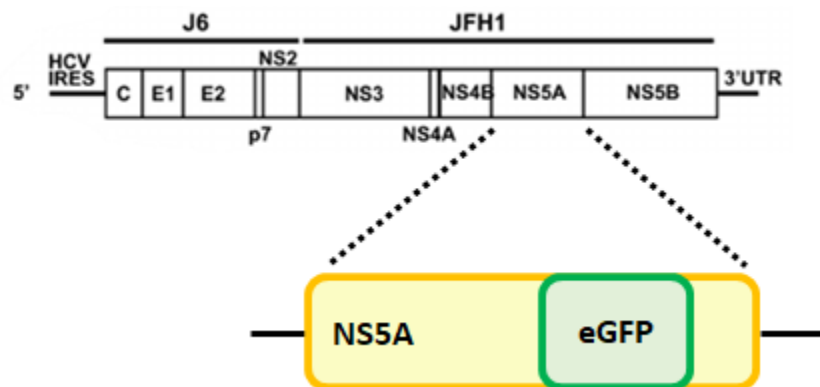 J6 JFH1
HCV NS2
IRES 3'UTR
5' C E1 E2 NS3 NS4B NS5A NS5B
p7 NS4A
NS5A eGFP